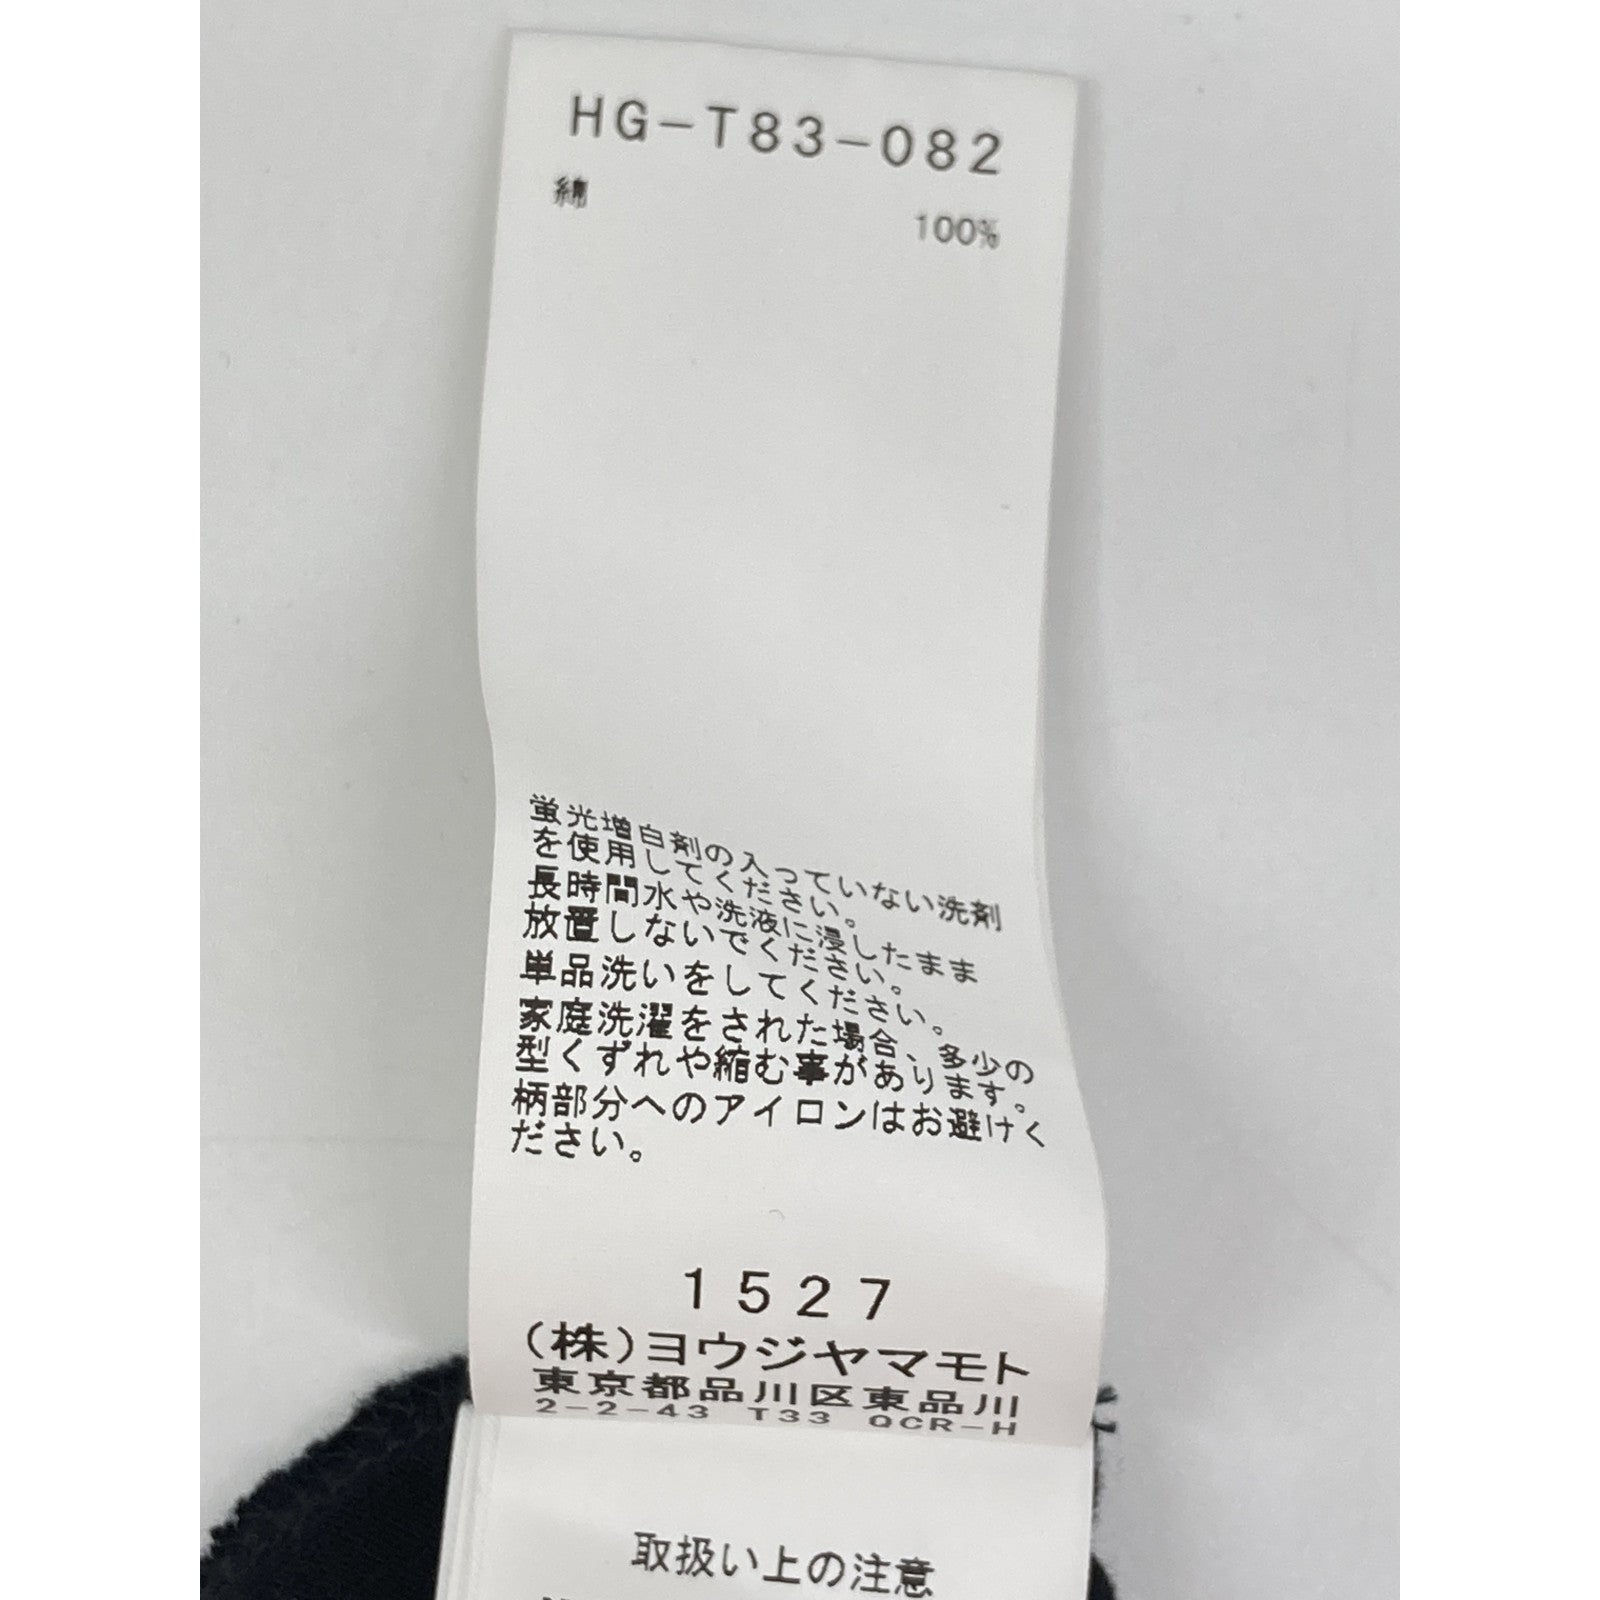 HG-T83-082
綿 100%
蛍光増白剤の入っていない洗剤
を使用してください。
長時間水や洗液に浸したまま
放置しないでください。
単品洗いをしてください。
家庭洗濯をされた場合、多少の
型くずれや縮む事があります。
柄部分へのアイロンはお避けく
ださい。
1527
(株)ヨウジヤマモト
東京都品川区東品川
2-2-43 T33 QCR-H
取扱い上の注意